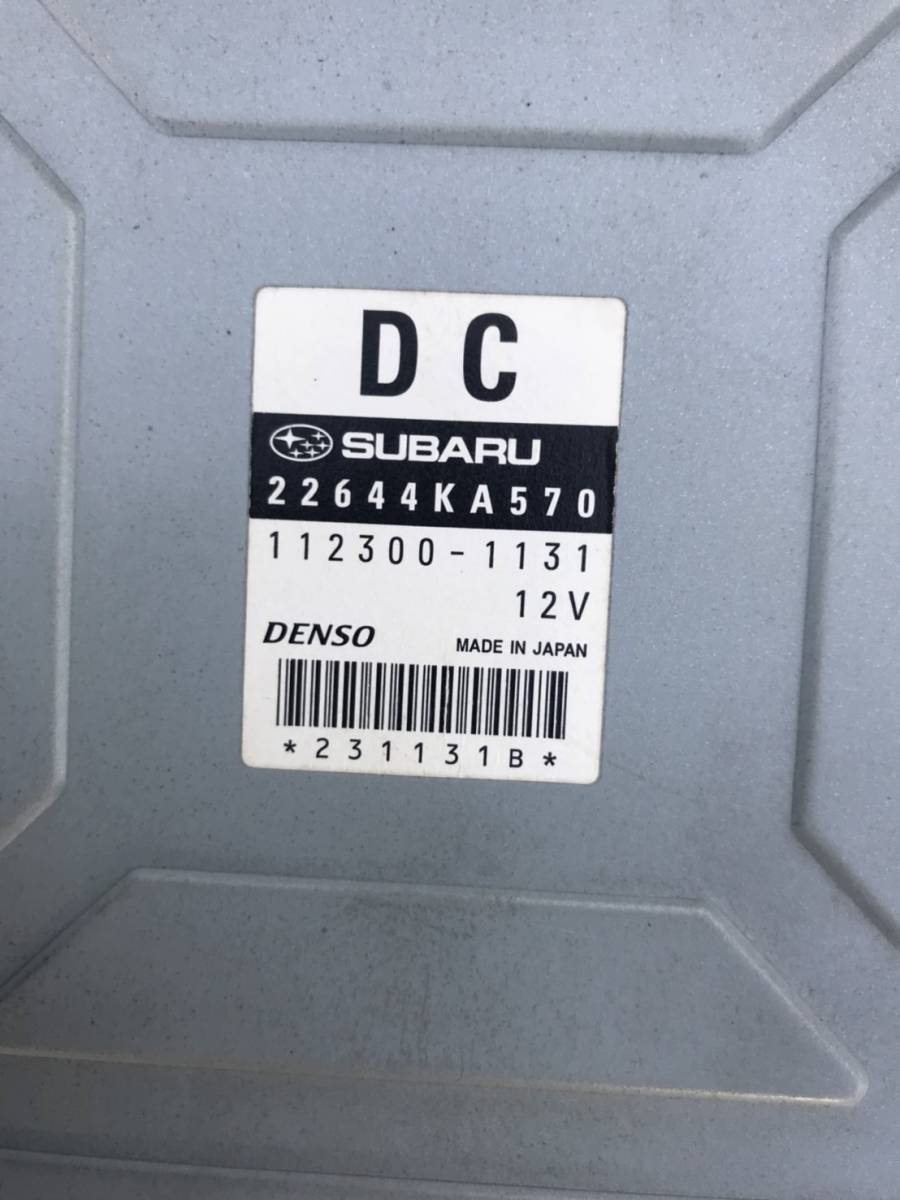 DC
SUBARU
22644KA570
112300-1131
12V
DENSO MADE IN JAPAN
*231131B*